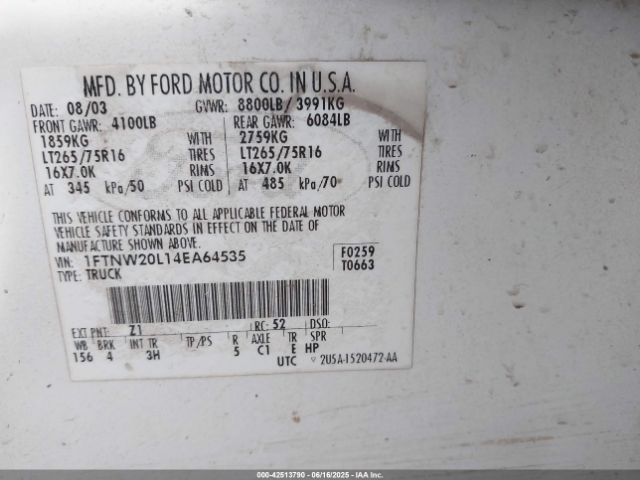 MFD. BY FORD MOTOR CO. IN U.S.A.
DATE: 08/03 GVWR: 8800LB/3991KG
FRONT GAWR: 4100LB REAR GAWR: 6084LB
1859KG WITH 2759KG WITH
LT265/75R16 TIRES LT265/75R16 TIRES
16X7.0K RIMS 16X7.0K RIMS
AT 345 kPa/50 PSI COLD AT 485 kPa/70 PSI COLD
THIS VEHICLE CONFORMS TO ALL APPLICABLE FEDERAL MOTOR
VEHICLE SAFETY STANDARDS IN EFFECT ON THE DATE OF
MANUFACTURE SHOWN ABOVE.
VIN: 1FTNW20L14EA64535 F0259
TYPE: TRUCK T0663
EXT PNT: Z1 RC: 52 DSO:
WB BRK INT TR TP/PS R AXLE TR SPR
156 4 3H 5 C1 E HP
UTC 2U5A-1520472-AA
000-42513790 - 06/16/2025 - IAA Inc.